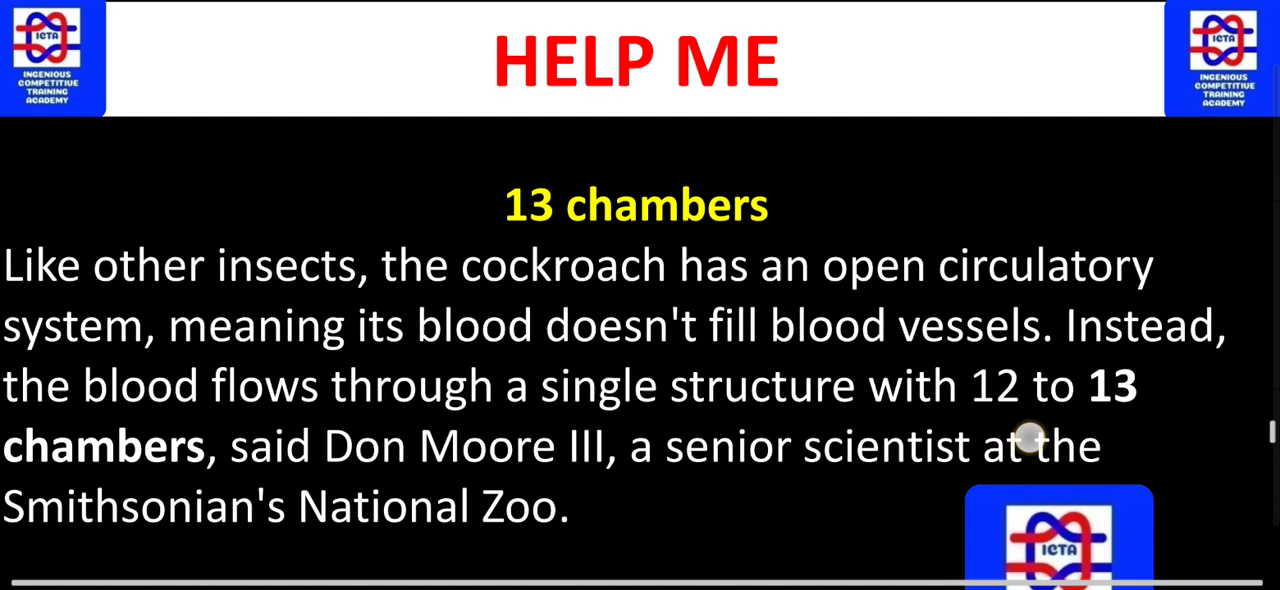 ICTA
INGENIOUS
COMPETITIVE
TRAINING
ACADEMY
HELP ME
ICTA
INGENIOUS
COMPETITIVE
TRAINING
ACADEMY
13 chambers
Like other insects, the cockroach has an open circulatory
system, meaning its blood doesn't fill blood vessels. Instead,
the blood flows through a single structure with 12 to 13
chambers, said Don Moore III, a senior scientist at the
Smithsonian's National Zoo.
ICTA